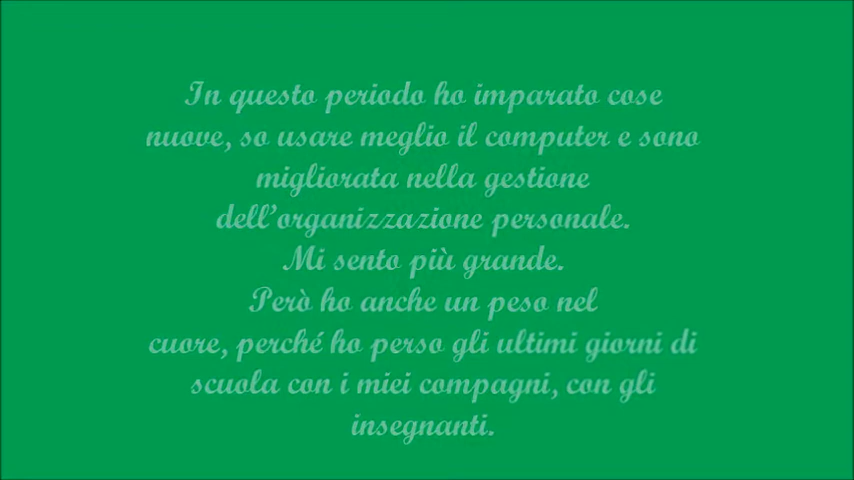 In questo periodo ho imparato cose
nuove, so usare meglio il computer e sono
migliorata nella gestione
dell'organizzazione personale.
Mi sento più grande.
Però ho anche un peso nel
cuore, perché ho perso gli ultimi giorni di
scuola con i miei compagni, con gli
insegnanti.